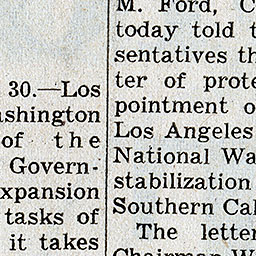 30.—Los
ashington
of the
Govern-
xpansion
tasks of
it takes
M. Ford, C
today told t
sentatives th
ter of prote
pointment o
Los Angeles
National Wa
stabilization
Southern Cal
The letter
Chairman W